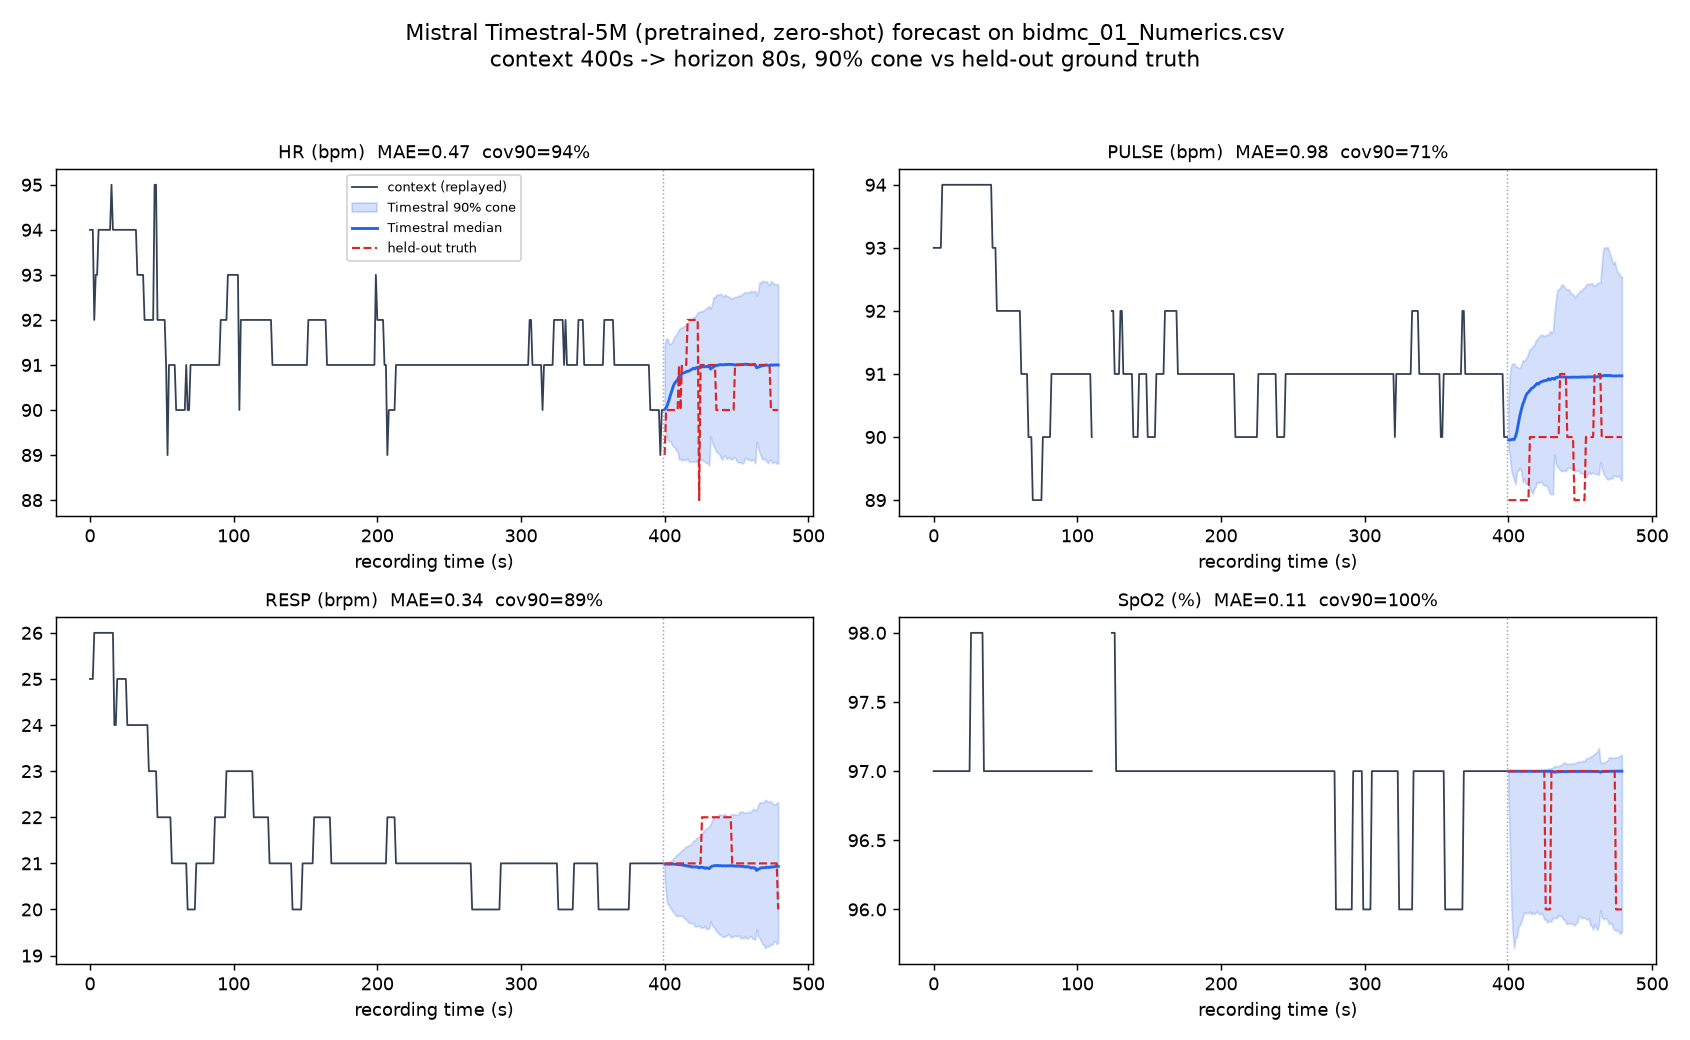 Mistral Timestral-5M (pretrained, zero-shot) forecast on bidmc_01_Numerics.csv
context 400s -> horizon 80s, 90% cone vs held-out ground truth
HR (bpm)  MAE=0.47  cov90=94%
95
94
93
92
91
90
89
88
context (replayed)
Timestral 90% cone
Timestral median
held-out truth
0 100 200 300 400 500
recording time (s)
PULSE (bpm)  MAE=0.98  cov90=71%
94
93
92
91
90
89
0 100 200 300 400 500
recording time (s)
RESP (brpm)  MAE=0.34  cov90=89%
26
25
24
23
22
21
20
19
0 100 200 300 400 500
recording time (s)
SpO2 (%)  MAE=0.11  cov90=100%
98.0
97.5
97.0
96.5
96.0
0 100 200 300 400 500
recording time (s)